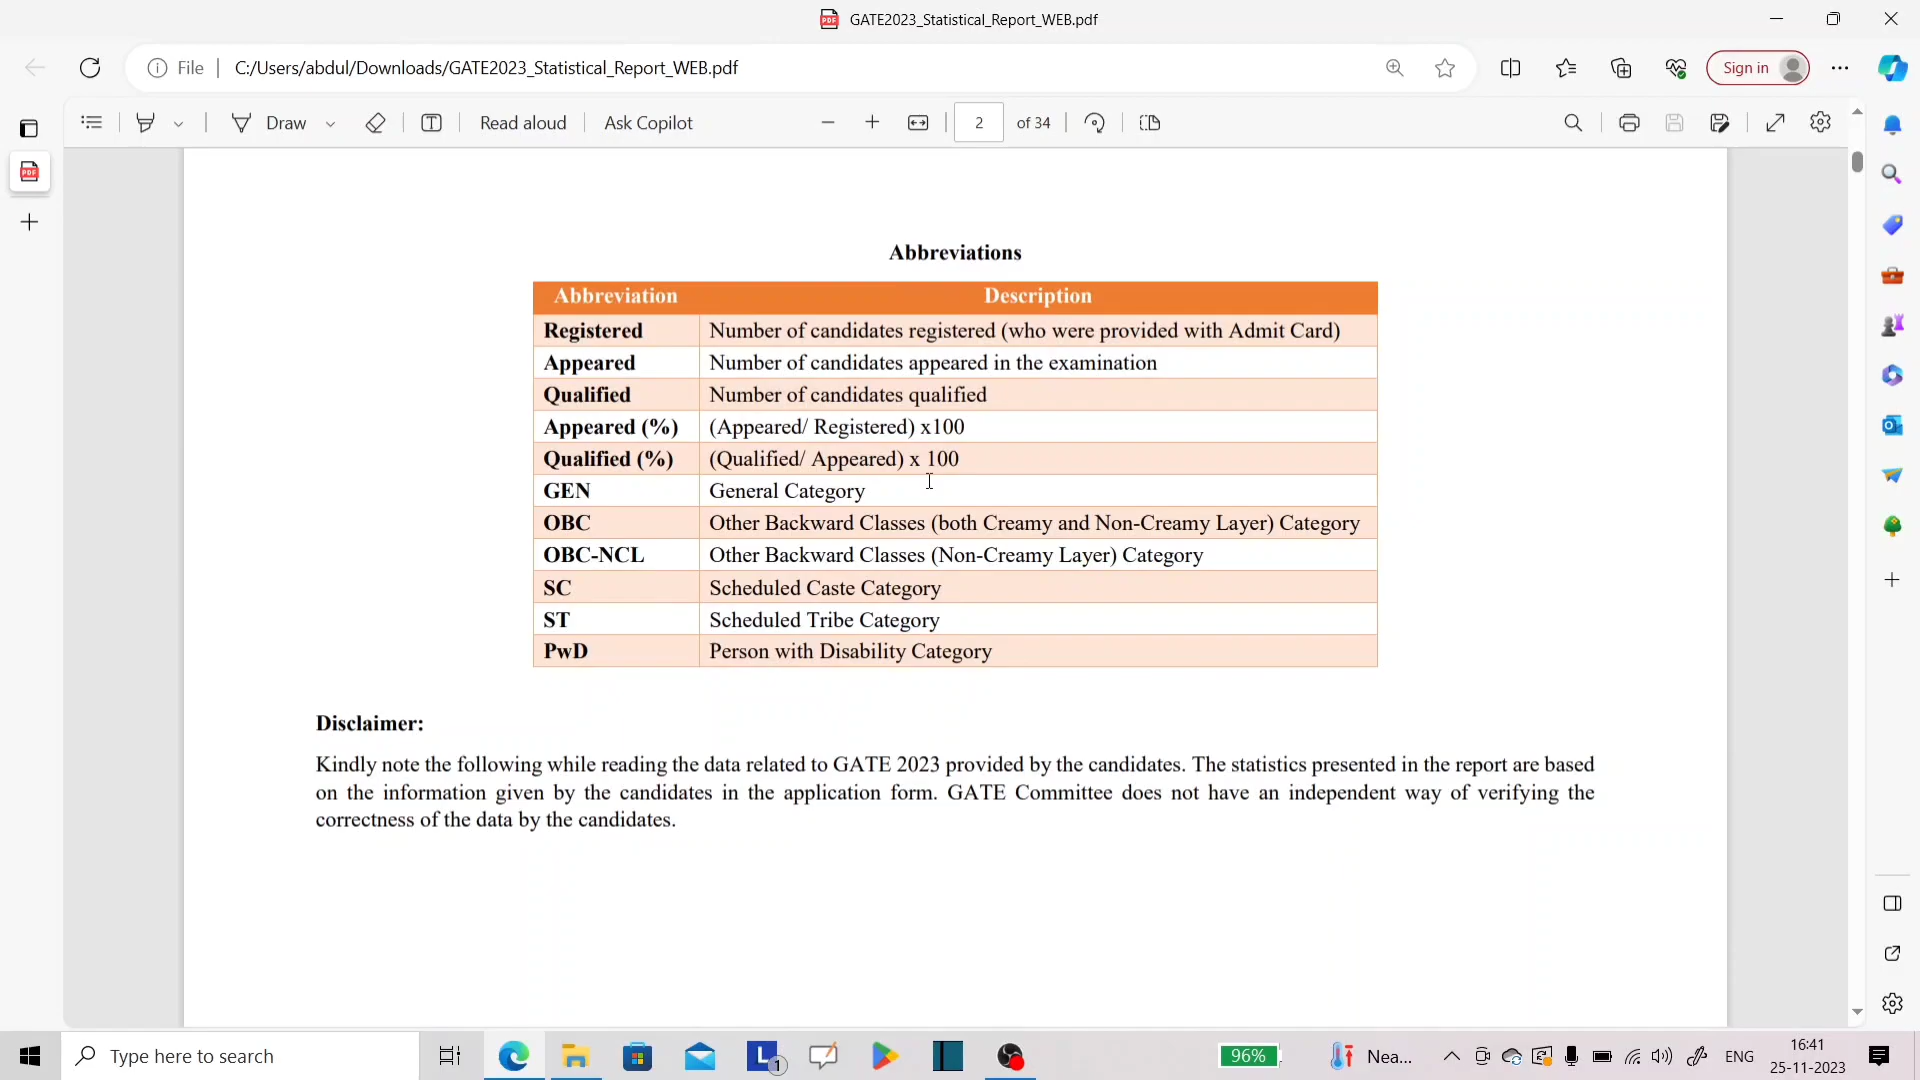 GATE2023_Statistical_Report_WEB.pdf
File
C:/Users/abdul/Downloads/GATE2023_Statistical_Report_WEB.pdf
Sign in
Draw
Read aloud
Ask Copilot
2
of 34
Abbreviations
Abbreviation Description
Registered Number of candidates registered (who were provided with Admit Card)
Appeared Number of candidates appeared in the examination
Qualified Number of candidates qualified
Appeared (%) (Appeared/ Registered) x100
Qualified (%) (Qualified/ Appeared) x 100
GEN General Category
OBC Other Backward Classes (both Creamy and Non-Creamy Layer) Category
OBC-NCL Other Backward Classes (Non-Creamy Layer) Category
SC Scheduled Caste Category
ST Scheduled Tribe Category
PwD Person with Disability Category
Disclaimer:
Kindly note the following while reading the data related to GATE 2023 provided by the candidates. The statistics presented in the report are based
on the information given by the candidates in the application form. GATE Committee does not have an independent way of verifying the
correctness of the data by the candidates.
Type here to search
L
1
96%
Nea...
ENG
16:41
25-11-2023